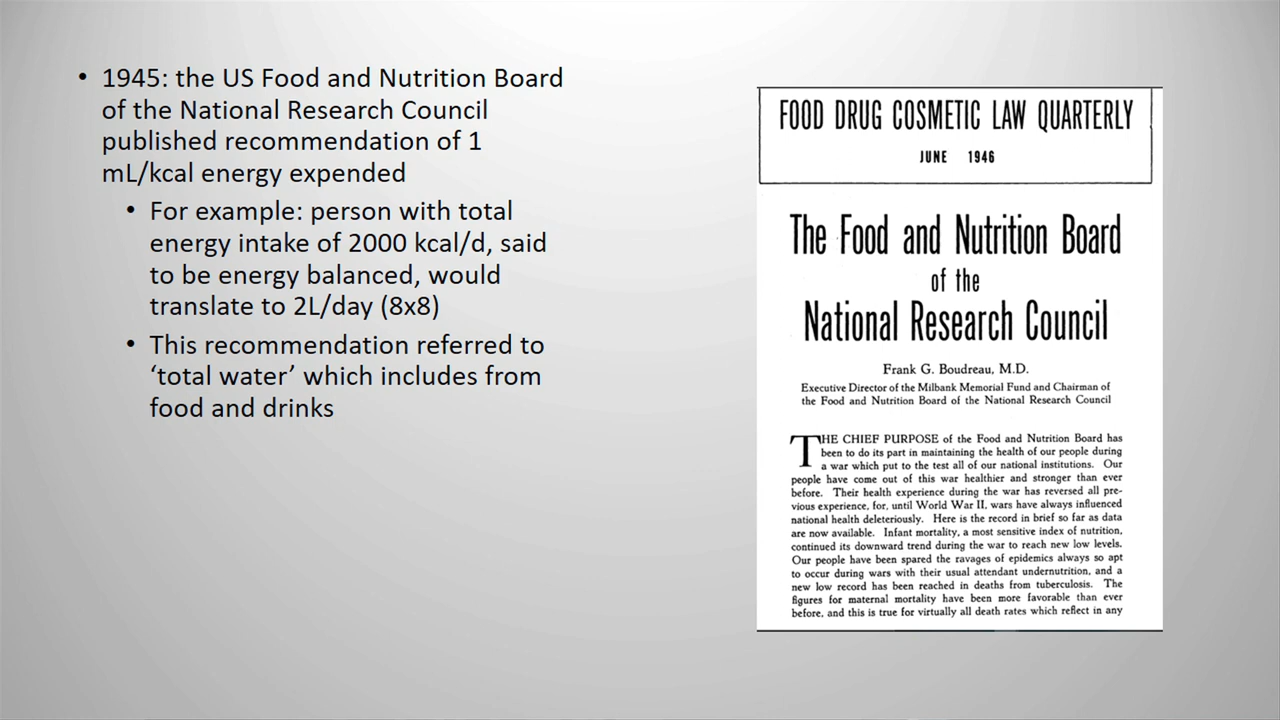 • 1945: the US Food and Nutrition Board
of the National Research Council
published recommendation of 1
mL/kcal energy expended
• For example: person with total
energy intake of 2000 kcal/d, said
to be energy balanced, would
translate to 2L/day (8x8)
• This recommendation referred to
‘total water’ which includes from
food and drinks
FOOD DRUG COSMETIC LAW QUARTERLY
JUNE 1946
The Food and Nutrition Board
of the
National Research Council
Frank G. Boudreau, M.D.
Executive Director of the Milbank Memorial Fund and Chairman of
the Food and Nutrition Board of the National Research Council
THE CHIEF PURPOSE of the Food and Nutrition Board has
been to do its part in maintaining the health of our people during
a war which put to the test all of our national institutions. Our
people have come out of this war healthier and stronger than ever
before. Their health experience during the war has reversed all pre-
vious experience, for, until World War II, wars have always influenced
national health deleteriously. Here is the record in brief so far as data
are now available. Infant mortality, a most sensitive index of nutrition,
continued its downward trend during the war to reach new low levels.
Our people have been spared the ravages of epidemics always so apt
to occur during wars with their usual attendant undernutrition, and a
new low record has been reached in deaths from tuberculosis. The
figures for maternal mortality have been more favorable than ever
before, and this is true for virtually all death rates which reflect in any